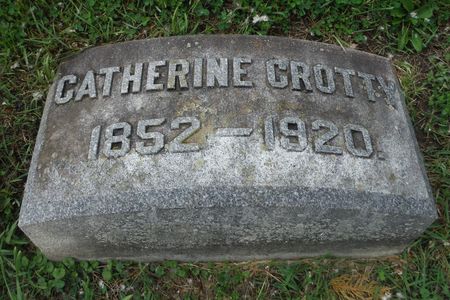 CATHERINE CROTTY
1852 — 1920.